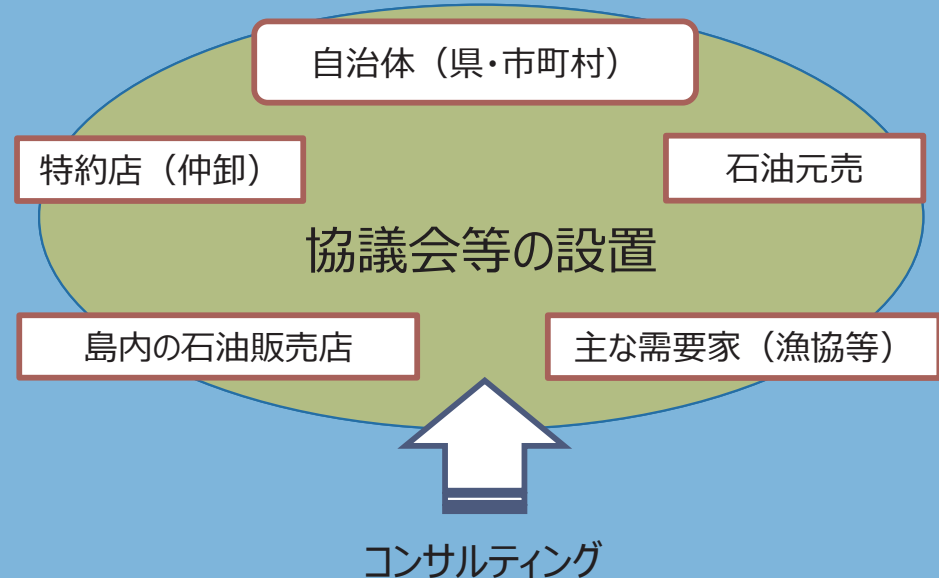 自治体（県・市町村）
特約店（仲卸）
石油元売
協議会等の設置
島内の石油販売店
主な需要家（漁協等）
コンサルティング